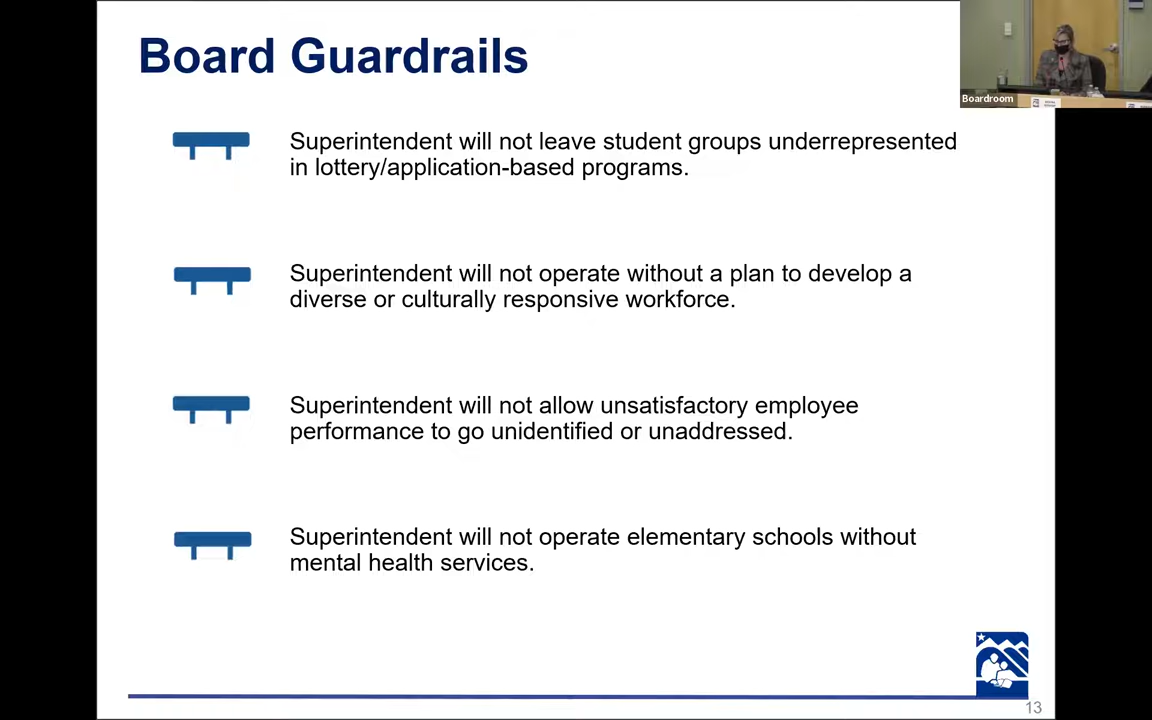 Board Guardrails
Boardroom
Superintendent will not leave student groups underrepresented
in lottery/application-based programs.
Superintendent will not operate without a plan to develop a
diverse or culturally responsive workforce.
Superintendent will not allow unsatisfactory employee
performance to go unidentified or unaddressed.
Superintendent will not operate elementary schools without
mental health services.
13